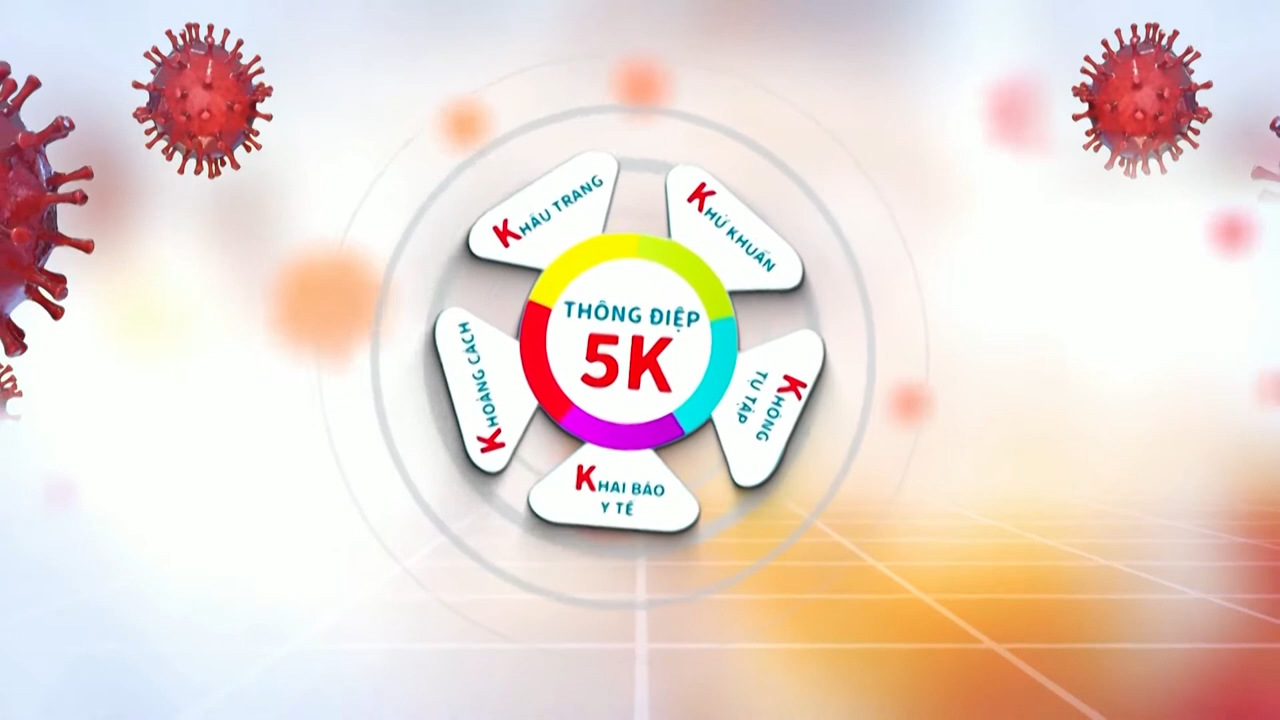 THÔNG ĐIỆP
5K
KHẨU TRANG
KHỬ KHUẨN
KHÔNG
TỤ TẬP
KHAI BÁO
Y TẾ
KHOẢNG CÁCH